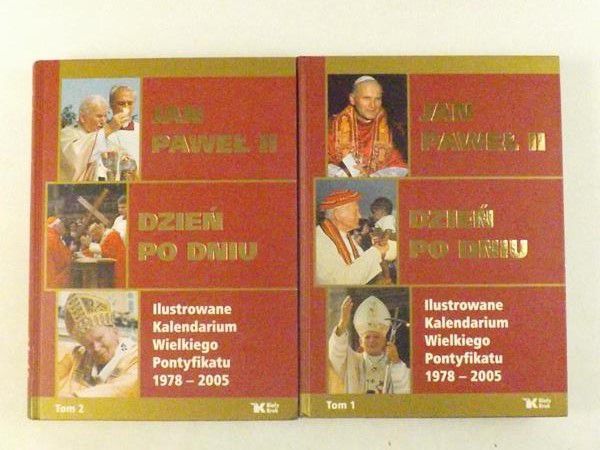 JAN
PAWEŁ II
DZIEŃ
PO DNIU
Ilustrowane
Kalendarium
Wielkiego
Pontyfikatu
1978 – 2005
Tom 2
Biały
Kruk
JAN
PAWEŁ II
DZIEŃ
PO DNIU
Ilustrowane
Kalendarium
Wielkiego
Pontyfikatu
1978 – 2005
Tom 1
Biały
Kruk